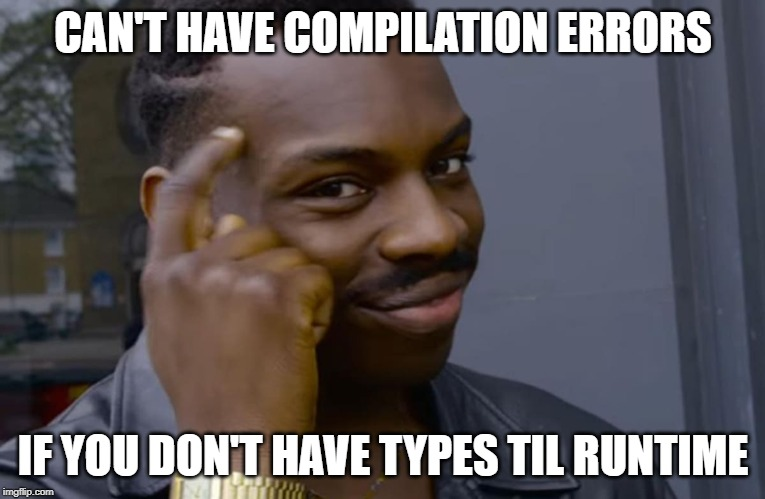 CAN'T HAVE COMPILATION ERRORS
IF YOU DON'T HAVE TYPES TIL RUNTIME
imgflip.com